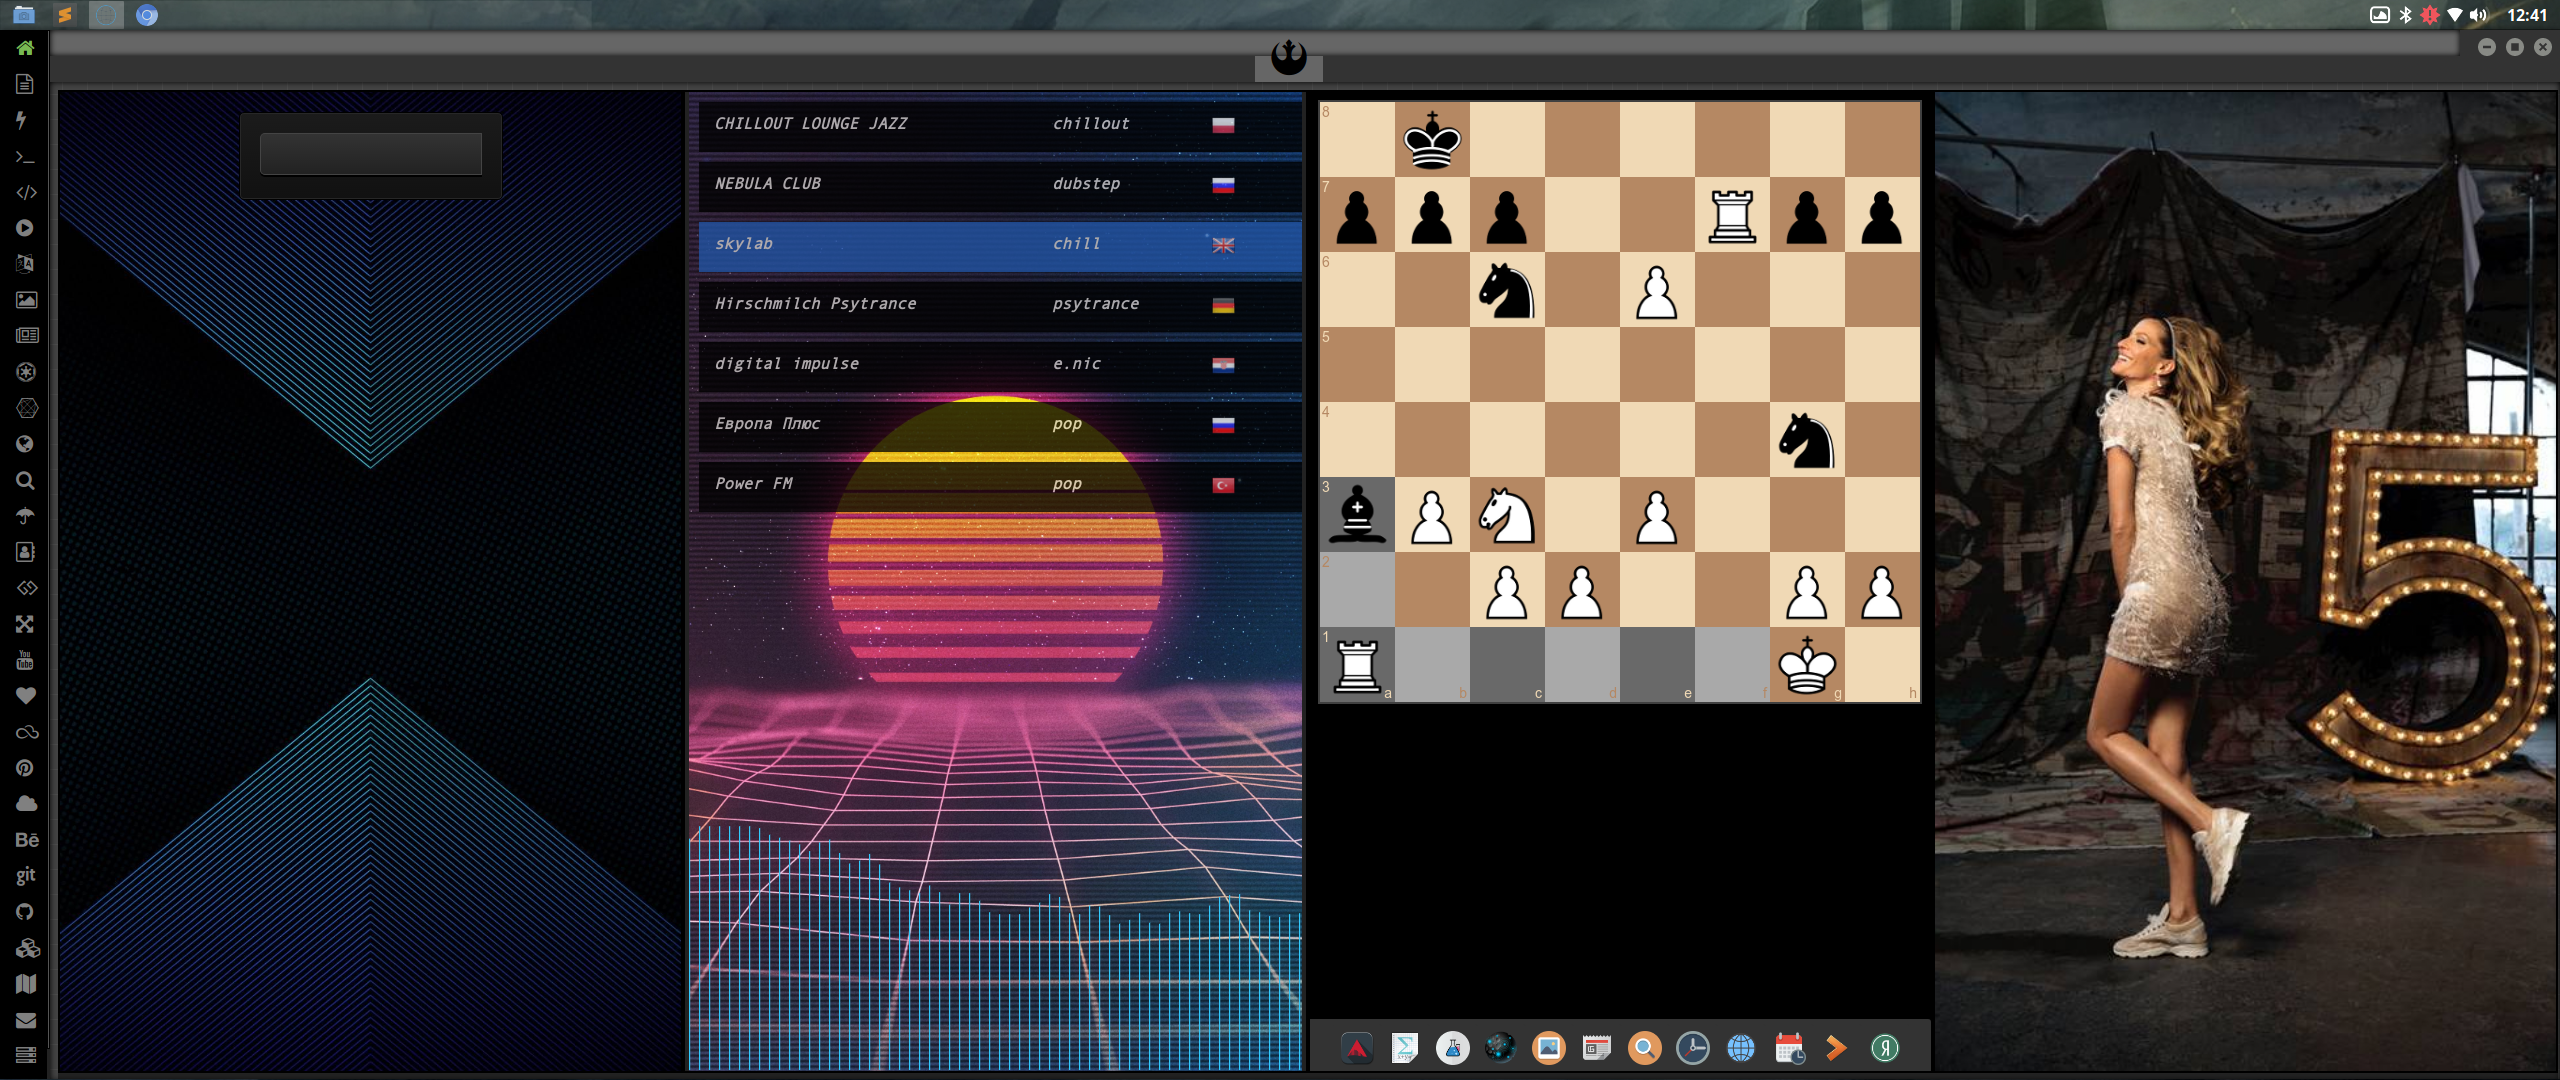 12:41
CHILLOUT LOUNGE JAZZ chillout
NEBULA CLUB dubstep
skylab chill
Hirschmilch Psytrance psytrance
digital impulse e.nic
Европа Плюс pop
Power FM pop
8
7
6
5
4
3
2
1
a b c d e f g h
5
You
Tube
Bē
git
Я